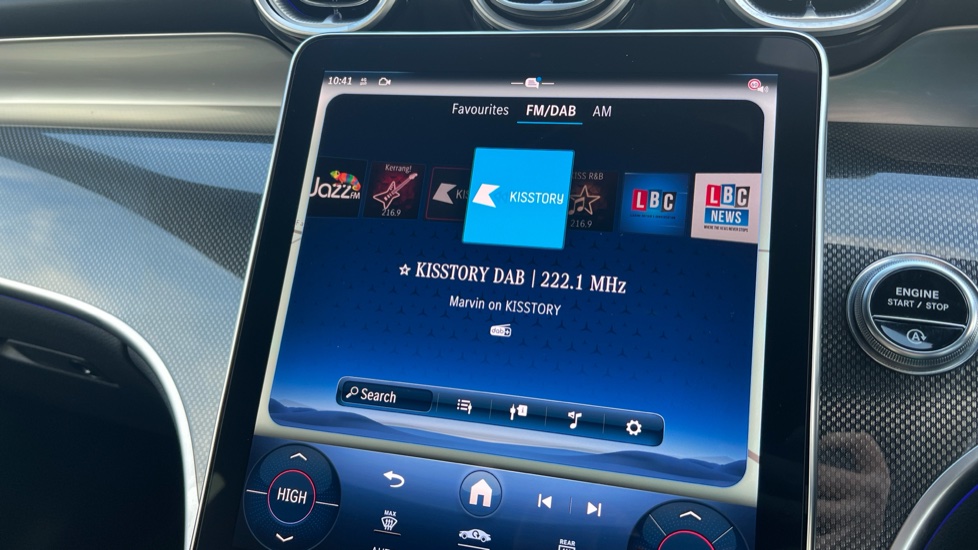 10:41
Favourites FM/DAB AM
JAZZ FM
Kerrang!
216.9
KISSTORY
KISS R&B
216.9
LBC
LBC
NEWS
☆ KISSTORY DAB | 222.1 MHz
Marvin on KISSTORY
dab
Search
ENGINE
START / STOP
A
HIGH
MAX
REAR